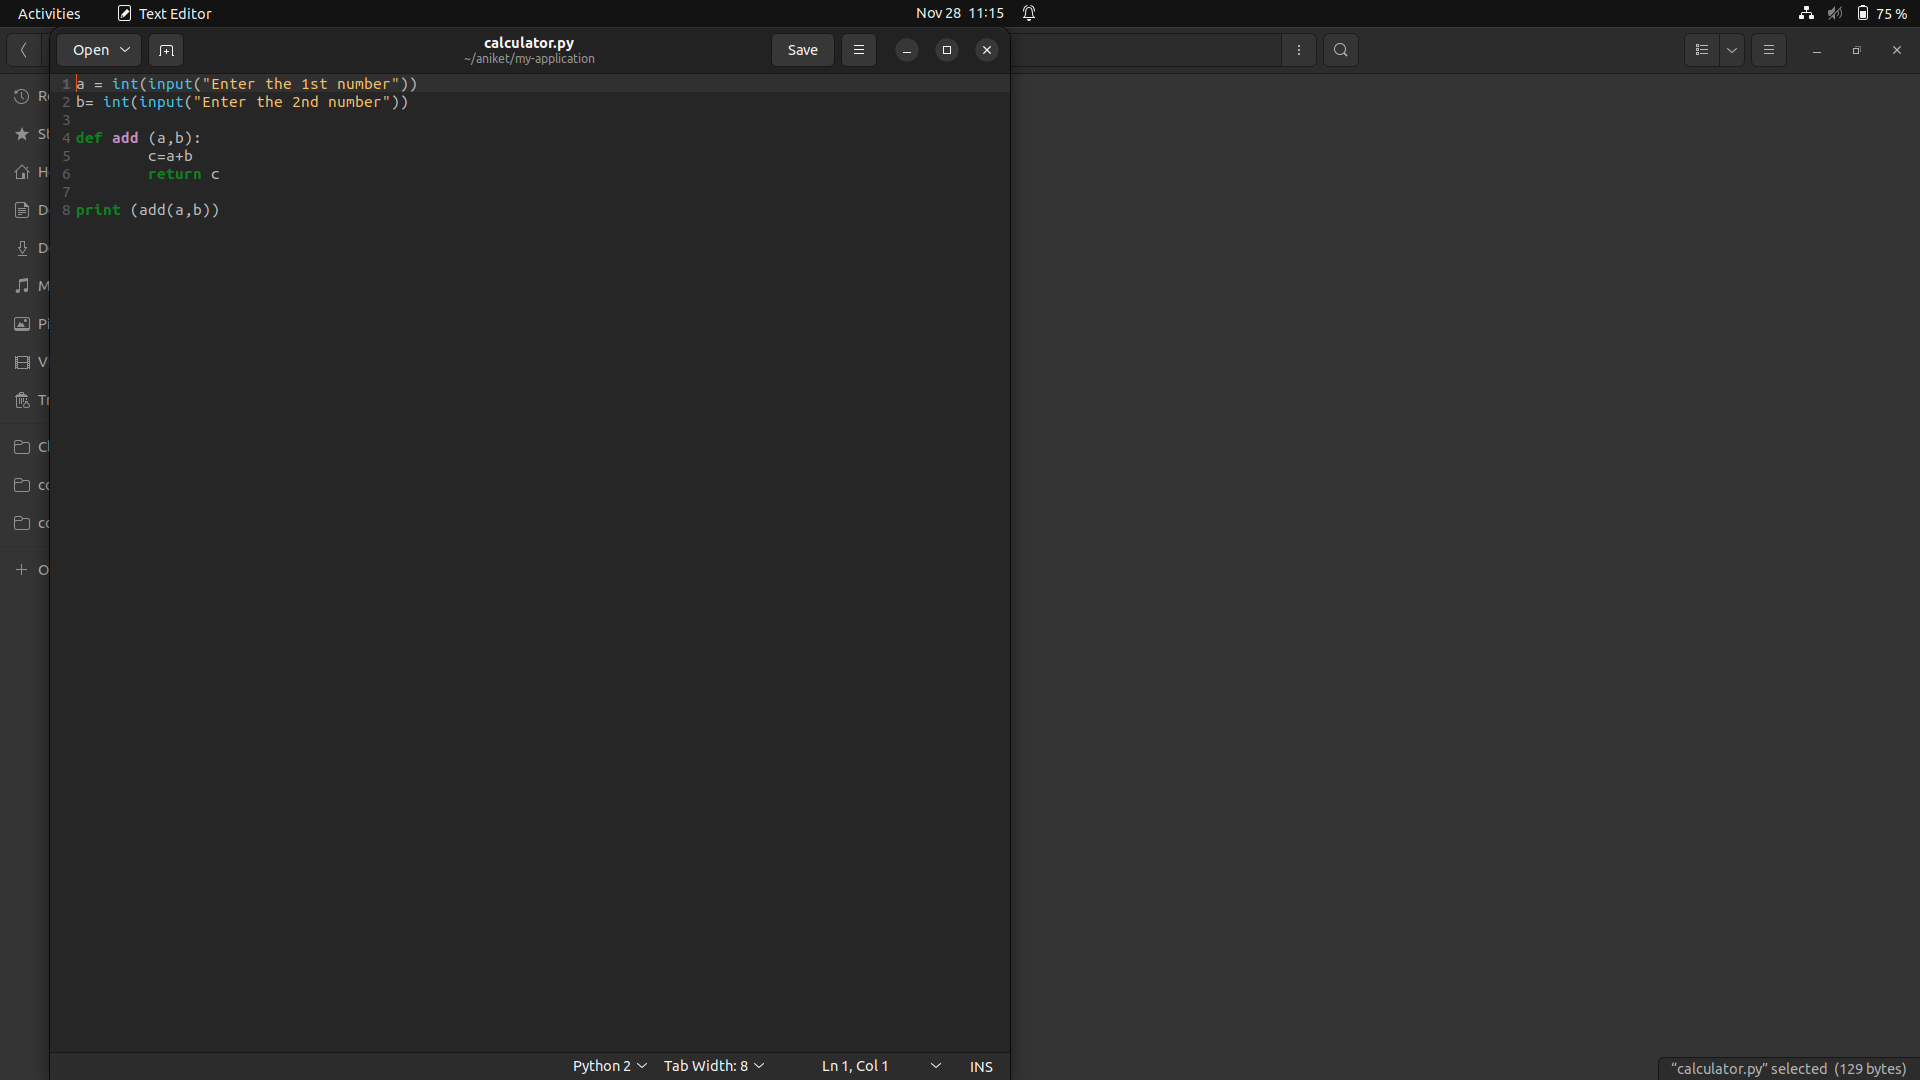 Activities Text Editor Nov 28 11:15 75 %
Open calculator.py Save
~/aniket/my-application
1 a = int(input("Enter the 1st number"))
2 b= int(input("Enter the 2nd number"))
3
4 def add (a,b):
5 c=a+b
6 return c
7
8 print (add(a,b))
Python 2 Tab Width: 8 Ln 1, Col 1 INS
"calculator.py" selected (129 bytes)